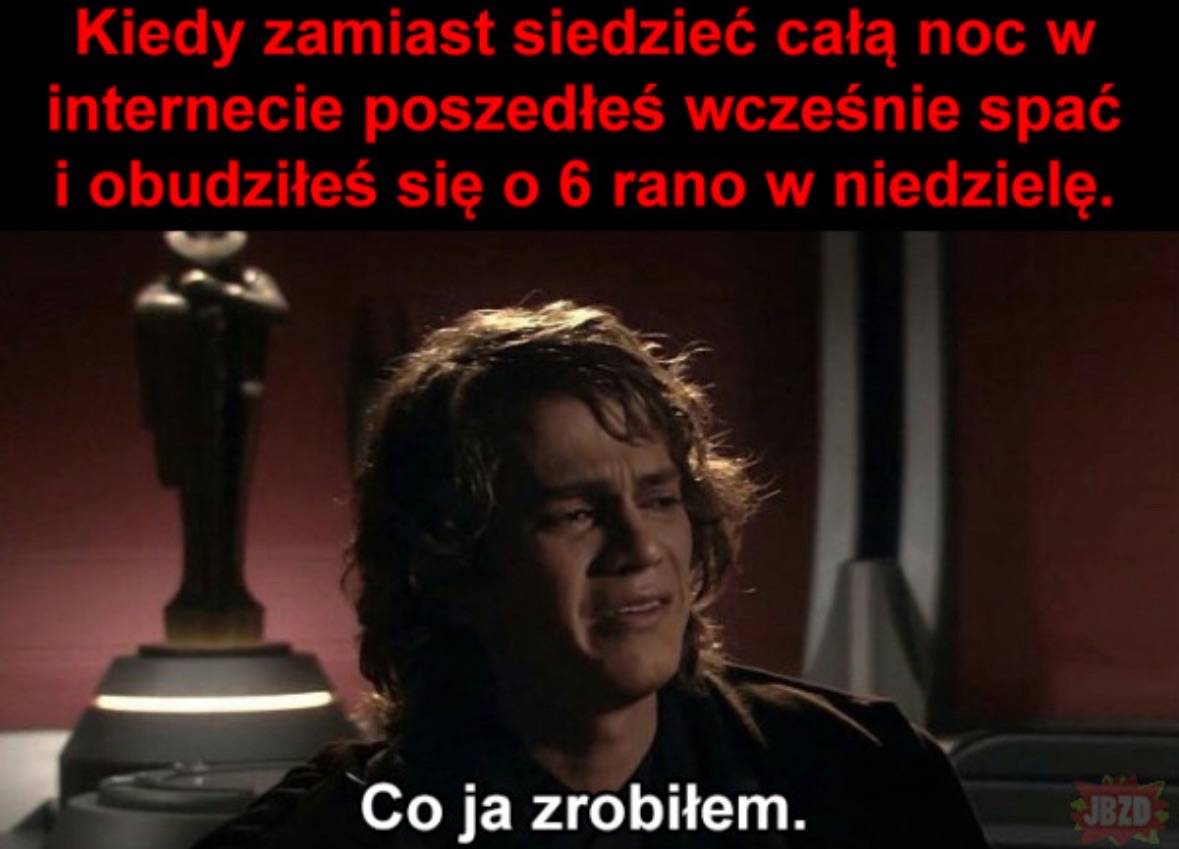 Kiedy zamiast siedzieć całą noc w
internecie poszedłeś wcześnie spać
i obudziłeś się o 6 rano w niedzielę.
Co ja zrobiłem.
JBZD